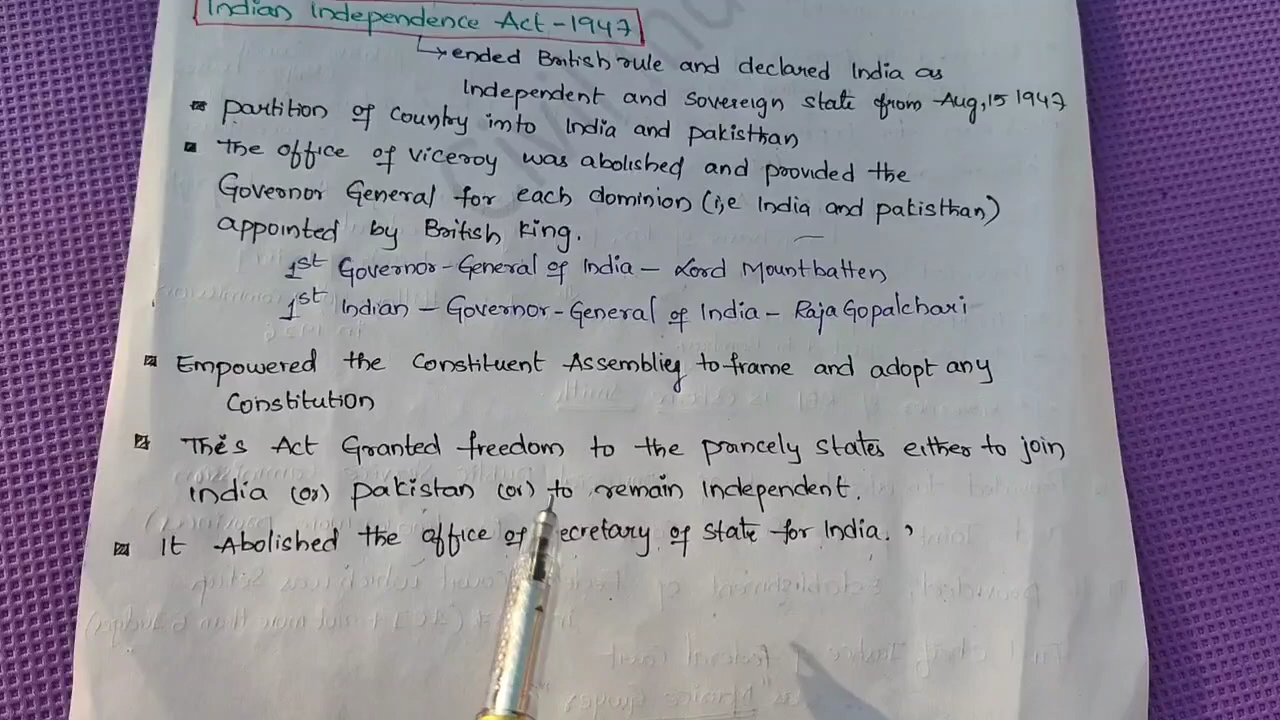 Indian Independence Act - 1947
→ ended British rule and declared India as
Independent and sovereign state from Aug, 15 1947
partition of country imto India and pakisthan
The office of viceroy was abolished and provided the
Governor General for each dominion (i,e India and pakisthan)
appointed by British king.
1st Governor-General of India - Lord Mountbatten
1st Indian - Governor-General of India - Raja Gopalchari
Empowered the Constituent Assembliey to frame and adopt any
Constitution
This Act Granted freedom to the princely states either to join
India (or) pakistan (or) to remain independent.
It Abolished the office of ecretary of state for India.